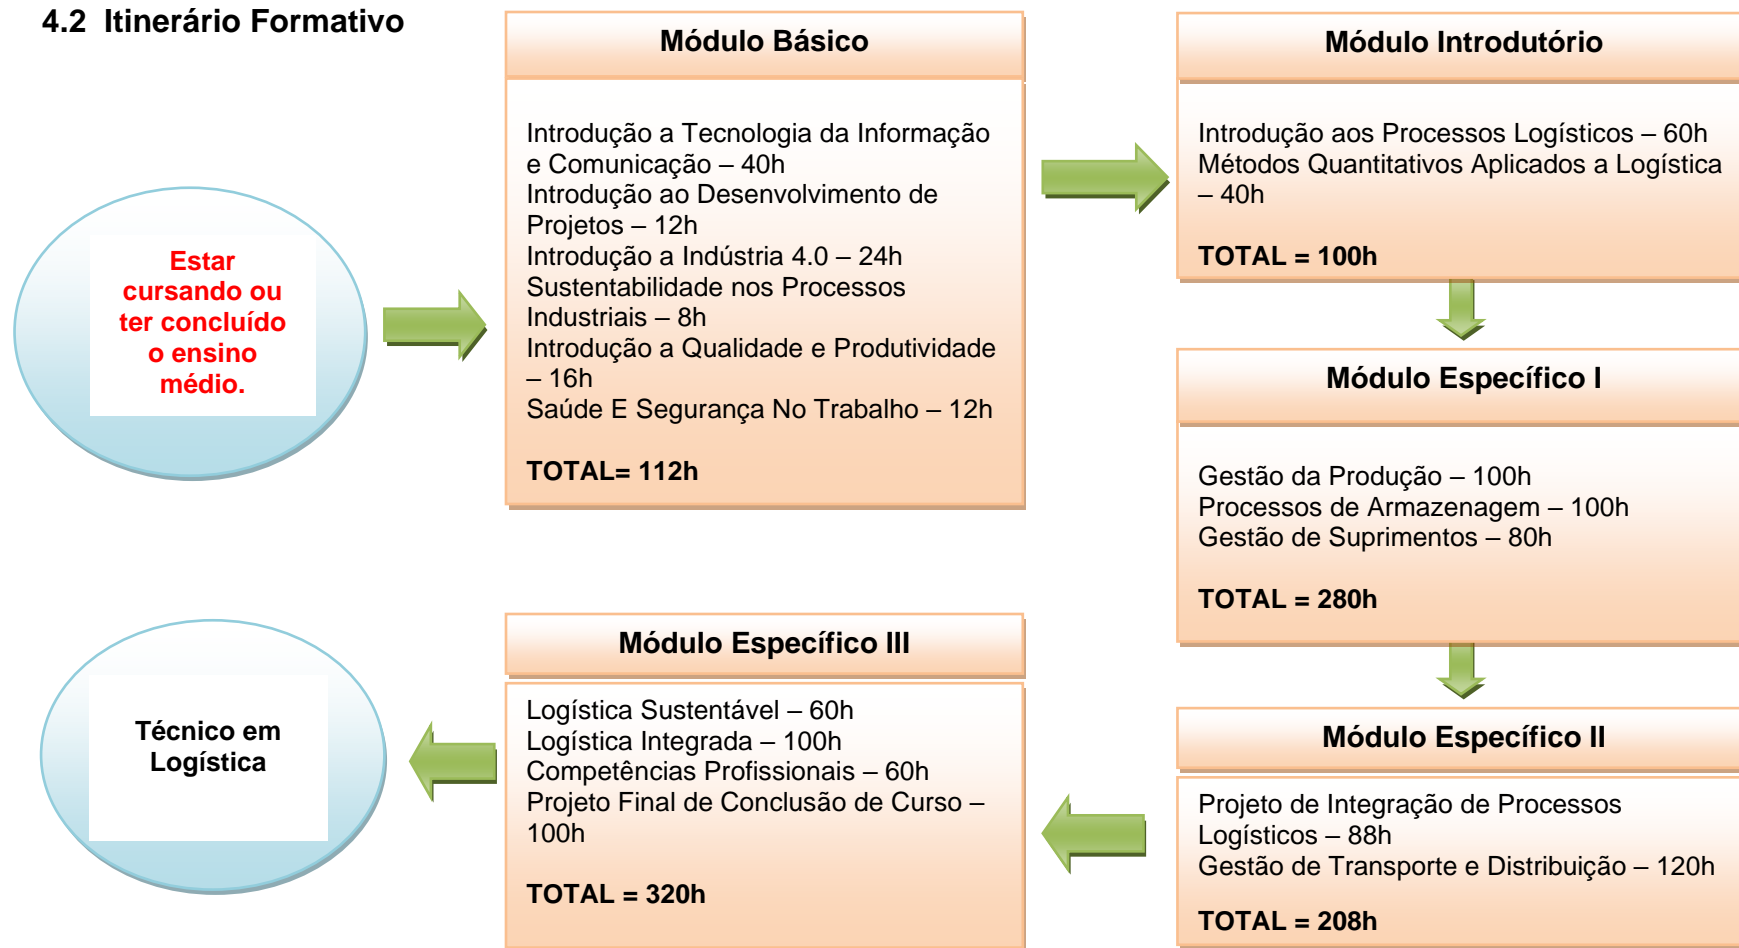 4.2 Itinerário Formativo
Estar
cursando ou
ter concluído
o ensino
médio.
Módulo Básico
Introdução a Tecnologia da Informação
e Comunicação – 40h
Introdução ao Desenvolvimento de
Projetos – 12h
Introdução a Indústria 4.0 – 24h
Sustentabilidade nos Processos
Industriais – 8h
Introdução a Qualidade e Produtividade
– 16h
Saúde E Segurança No Trabalho – 12h
TOTAL= 112h
Módulo Introdutório
Introdução aos Processos Logísticos – 60h
Métodos Quantitativos Aplicados a Logística
– 40h
TOTAL = 100h
Módulo Específico I
Gestão da Produção – 100h
Processos de Armazenagem – 100h
Gestão de Suprimentos – 80h
TOTAL = 280h
Módulo Específico II
Projeto de Integração de Processos
Logísticos – 88h
Gestão de Transporte e Distribuição – 120h
TOTAL = 208h
Módulo Específico III
Logística Sustentável – 60h
Logística Integrada – 100h
Competências Profissionais – 60h
Projeto Final de Conclusão de Curso –
100h
TOTAL = 320h
Técnico em
Logística